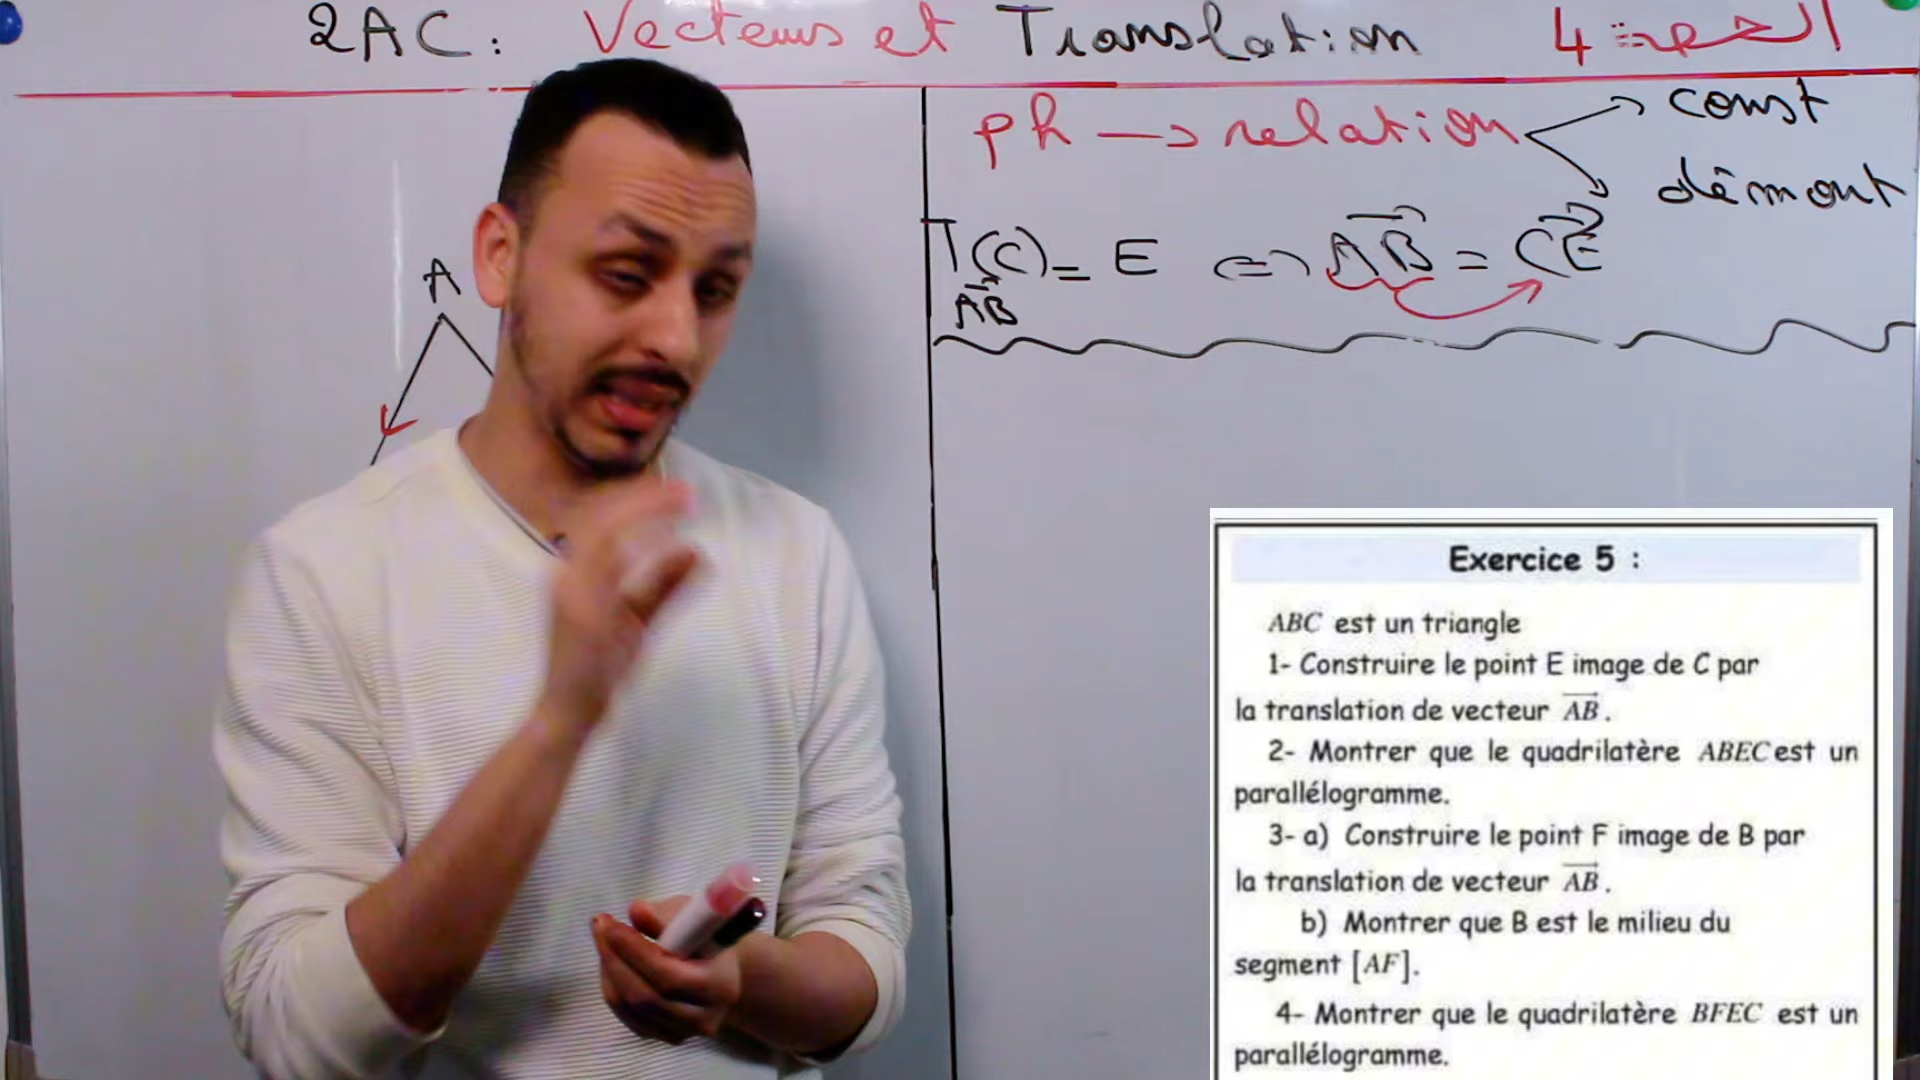 2AC: Vecteurs et Translation الحصة 4
ph → relation
const
démont
A
T(C) = E ⇔ AB = CE
AB
Exercice 5 :
ABC est un triangle
1- Construire le point E image de C par
la translation de vecteur AB.
2- Montrer que le quadrilatère ABEC est un
parallélogramme.
3- a) Construire le point F image de B par
la translation de vecteur AB.
b) Montrer que B est le milieu du
segment [AF].
4- Montrer que le quadrilatère BFEC est un
parallélogramme.